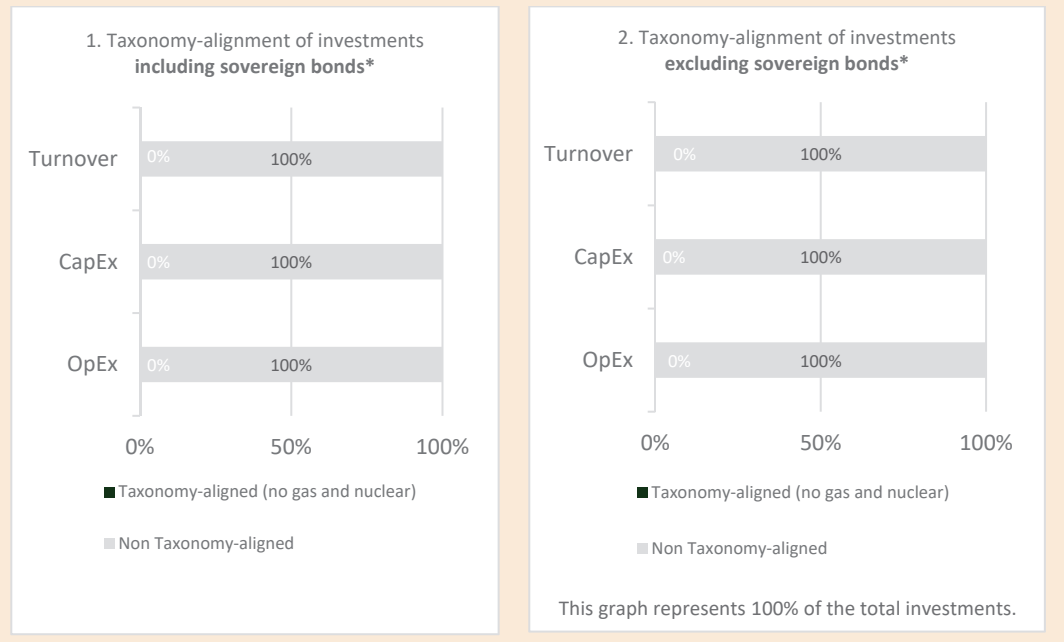 1. Taxonomy-alignment of investments
including sovereign bonds*
Turnover 0% 100%
CapEx 0% 100%
OpEx 0% 100%
0% 50% 100%
Taxonomy-aligned (no gas and nuclear)
Non Taxonomy-aligned
2. Taxonomy-alignment of investments
excluding sovereign bonds*
Turnover 0% 100%
CapEx 0% 100%
OpEx 0% 100%
0% 50% 100%
Taxonomy-aligned (no gas and nuclear)
Non Taxonomy-aligned
This graph represents 100% of the total investments.